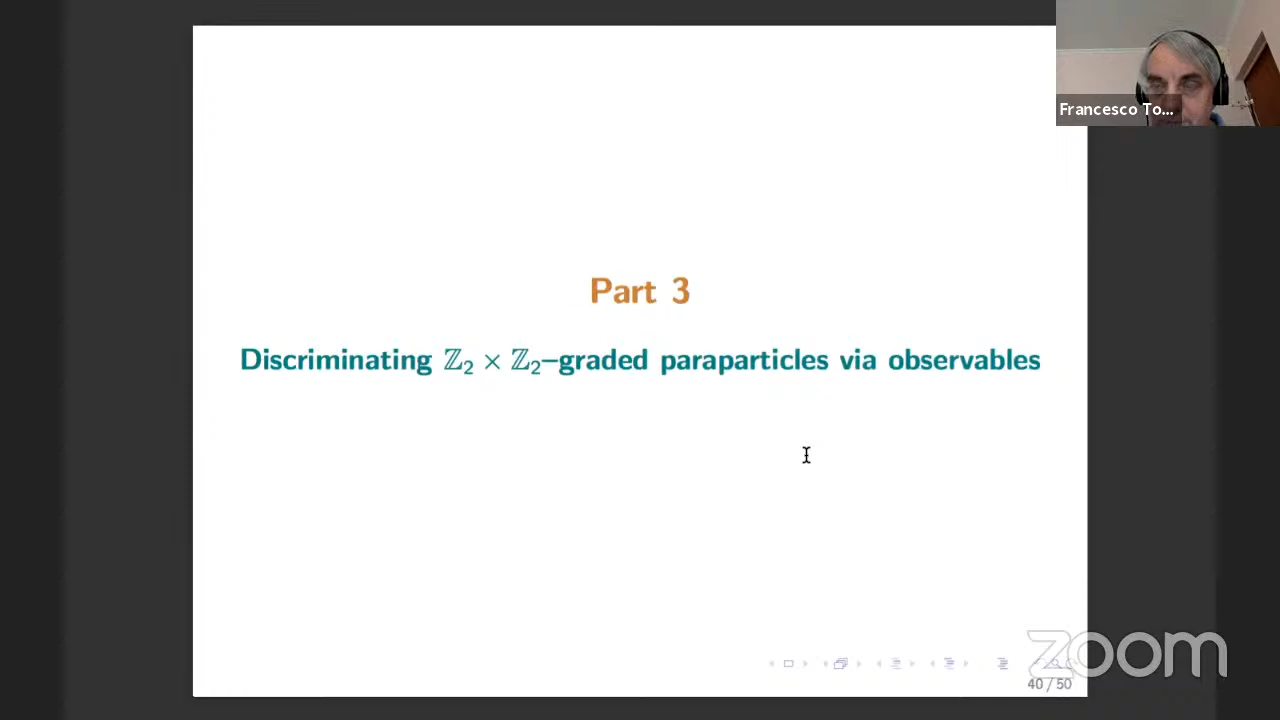 Francesco To...
Part 3
Discriminating ℤ₂ × ℤ₂–graded paraparticles via observables
zoom
40 / 50